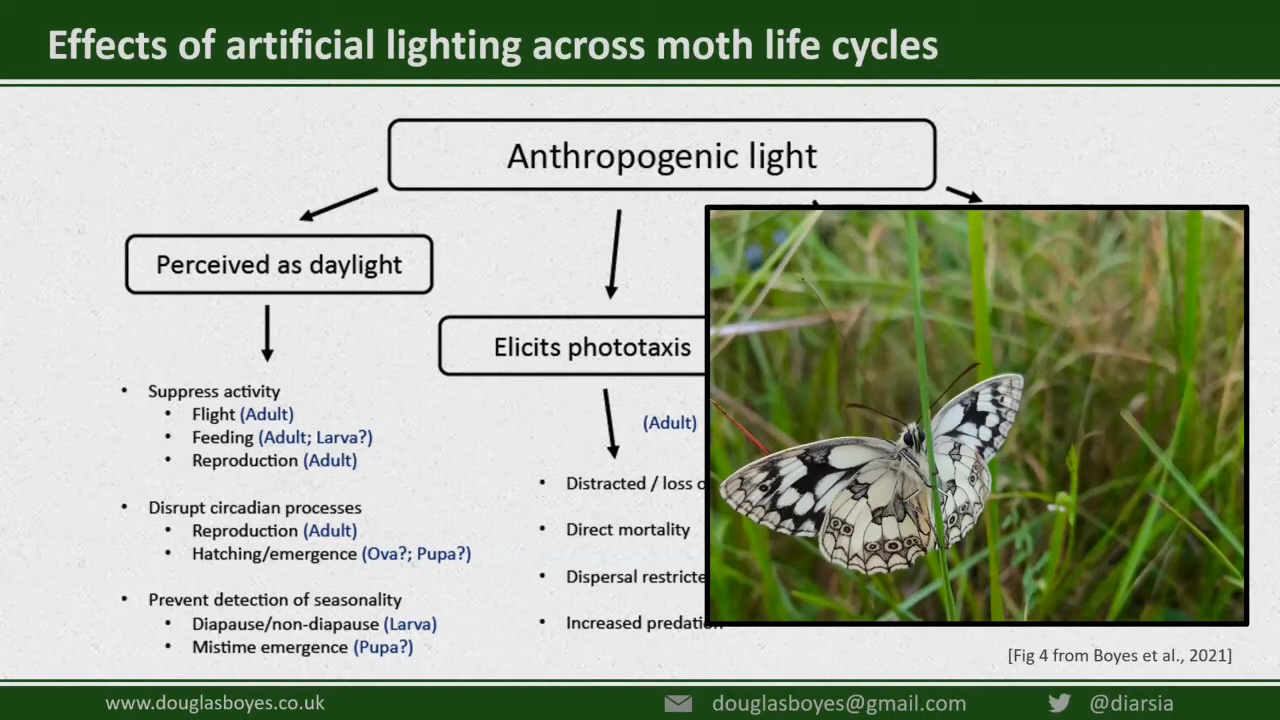 Effects of artificial lighting across moth life cycles
Anthropogenic light
Perceived as daylight
• Suppress activity
• Flight (Adult)
• Feeding (Adult; Larva?)
• Reproduction (Adult)
• Disrupt circadian processes
• Reproduction (Adult)
• Hatching/emergence (Ova?; Pupa?)
• Prevent detection of seasonality
• Diapause/non-diapause (Larva)
• Mistime emergence (Pupa?)
Elicits phototaxis
(Adult)
• Distracted / loss
• Direct mortality
• Dispersal
• Increased
[Fig 4 from Boyes et al., 2021]
www.douglasboyes.co.uk
douglasboyes@gmail.com
@diarsia